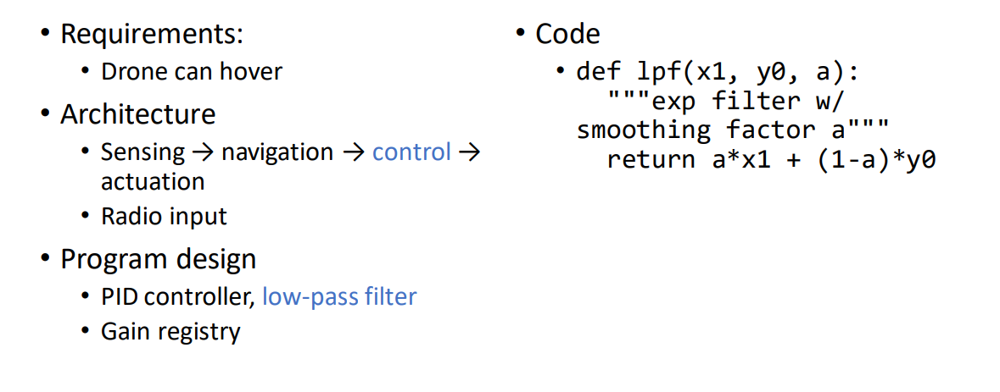 • Requirements:
• Drone can hover
• Architecture
• Sensing → navigation → control →
actuation
• Radio input
• Program design
• PID controller, low-pass filter
• Gain registry
• Code
• def lpf(x1, y0, a):
"""exp filter w/
smoothing factor a"""
return a*x1 + (1-a)*y0